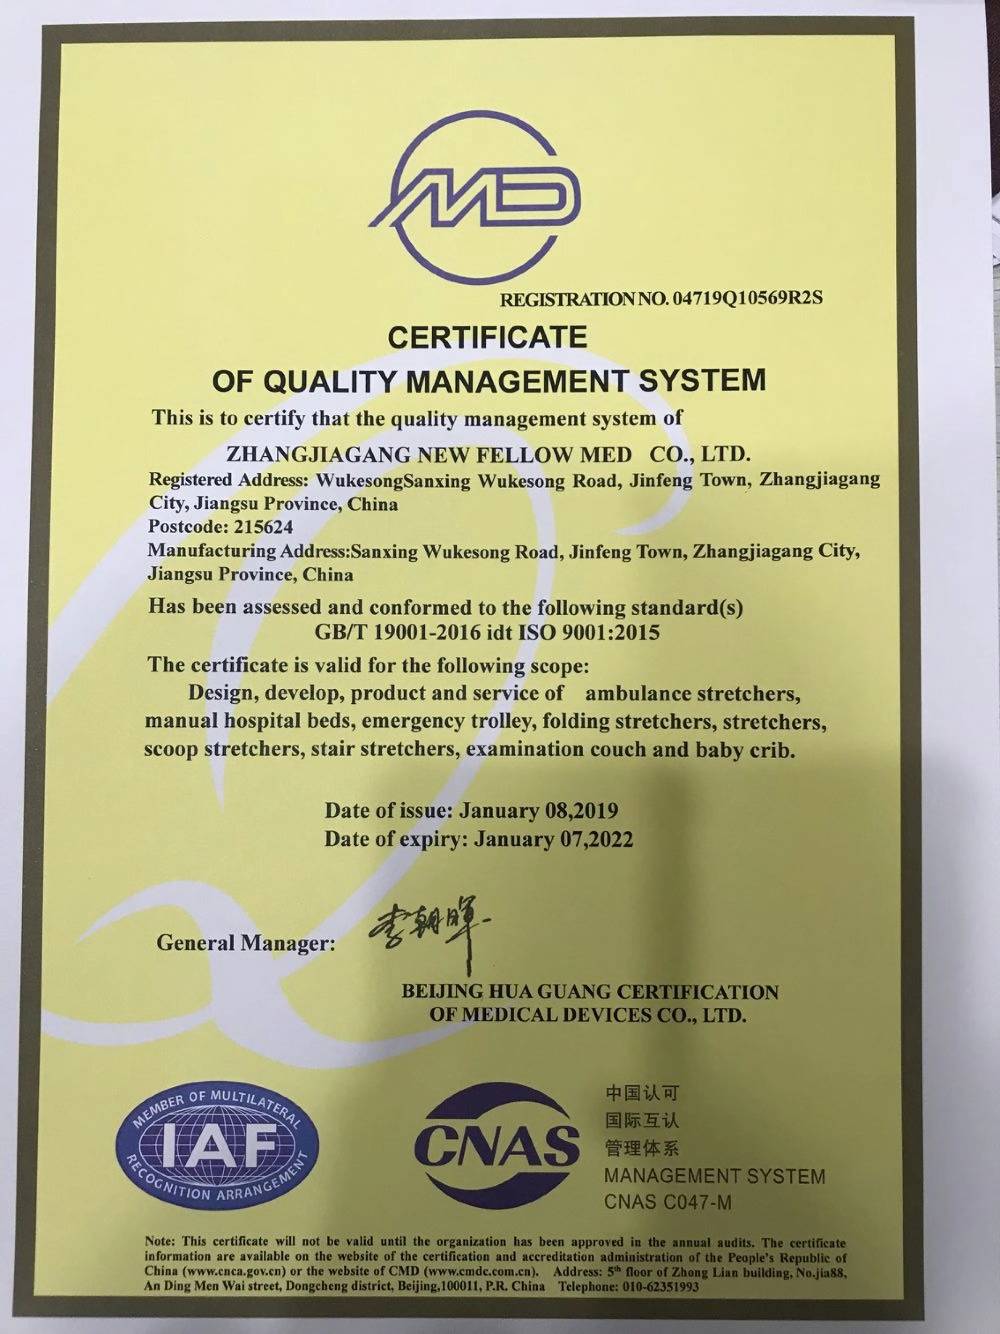 MD
REGISTRATION NO. 04719Q10569R2S
CERTIFICATE
OF QUALITY MANAGEMENT SYSTEM
This is to certify that the quality management system of
ZHANGJIAGANG NEW FELLOW MED CO., LTD.
Registered Address: WukesongSanxing Wukesong Road, Jinfeng Town, Zhangjiagang
City, Jiangsu Province, China
Postcode: 215624
Manufacturing Address:Sanxing Wukesong Road, Jinfeng Town, Zhangjiagang City,
Jiangsu Province, China
Has been assessed and conformed to the following standard(s)
GB/T 19001-2016 idt ISO 9001:2015
The certificate is valid for the following scope:
Design, develop, product and service of ambulance stretchers,
manual hospital beds, emergency trolley, folding stretchers, stretchers,
scoop stretchers, stair stretchers, examination couch and baby crib.
Date of issue: January 08,2019
Date of expiry: January 07,2022
General Manager: 李朝暉
BEIJING HUA GUANG CERTIFICATION
OF MEDICAL DEVICES CO., LTD.
MEMBER OF MULTILATERAL
IAF
RECOGNITION ARRANGEMENT
CNAS
中国认可
国际互认
管理体系
MANAGEMENT SYSTEM
CNAS C047-M
Note: This certificate will not be valid until the organization has been approved in the annual audits. The certificate
information are available on the website of the certification and accreditation administration of the People's Republic of
China (www.cnca.gov.cn) or the website of CMD (www.cmdc.com.cn). Address: 5th floor of Zhong Lian building, No.jia88,
An Ding Men Wai street, Dongcheng district, Beijing,100011, P.R. China Telephone: 010-62351993